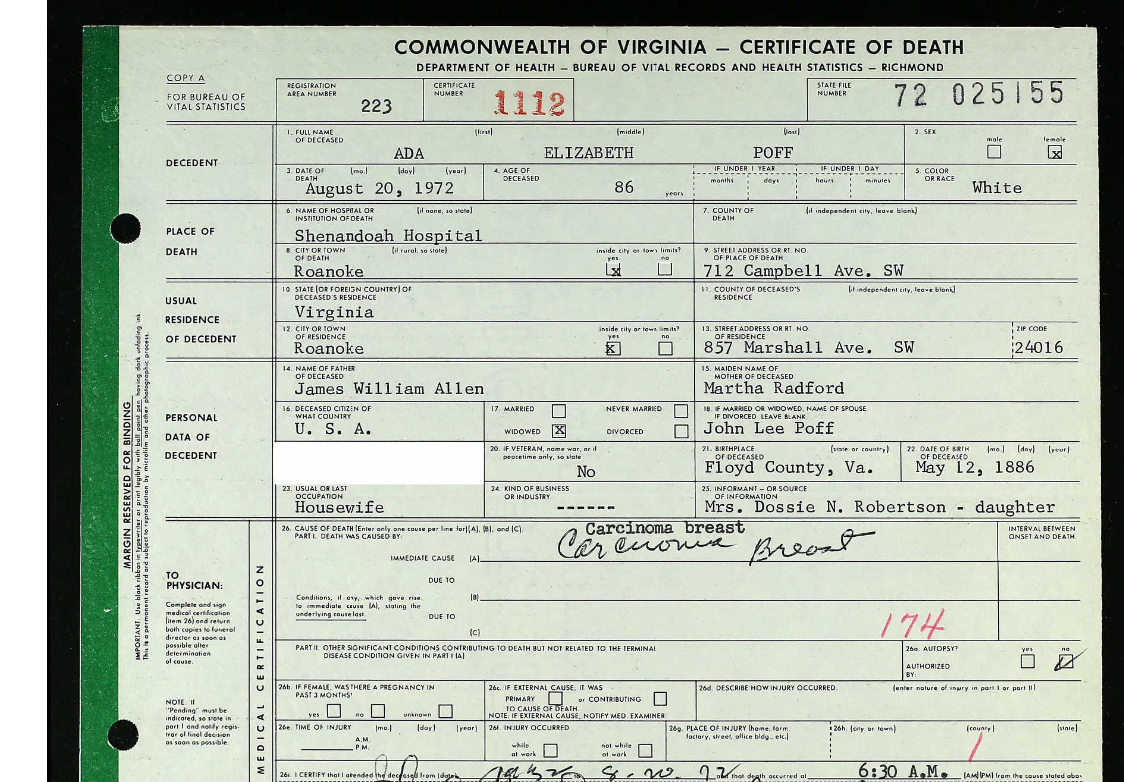 COMMONWEALTH OF VIRGINIA — CERTIFICATE OF DEATH
DEPARTMENT OF HEALTH — BUREAU OF VITAL RECORDS AND HEALTH STATISTICS — RICHMOND
COPY A
FOR BUREAU OF VITAL STATISTICS
REGISTRATION AREA NUMBER 223
CERTIFICATE NUMBER 1112
STATE FILE NUMBER 72 025155
DECEDENT
1. FULL NAME OF DECEASED (first) (middle) (last)
ADA ELIZABETH POFF
2. SEX male female x
3. DATE OF DEATH (mo.) (day) (year)
August 20, 1972
4. AGE OF DECEASED 86 years
IF UNDER 1 YEAR months days
IF UNDER 1 DAY hours minutes
5. COLOR OR RACE White
PLACE OF DEATH
6. NAME OF HOSPITAL OR INSTITUTION OF DEATH (if none, so state)
Shenandoah Hospital
7. COUNTY OF DEATH (if independent city, leave blank)
8. CITY OR TOWN OF DEATH (if rural, so state)
Roanoke
inside city or town limits? yes x no
9. STREET ADDRESS OR RT. NO. OF PLACE OF DEATH
712 Campbell Ave. SW
USUAL RESIDENCE OF DECEDENT
10. STATE (OR FOREIGN COUNTRY) OF DECEASED'S RESIDENCE
Virginia
11. COUNTY OF DECEASED'S RESIDENCE (if independent city, leave blank)
12. CITY OR TOWN OF RESIDENCE
Roanoke
inside city or town limits? yes x no
13. STREET ADDRESS OR RT. NO. OF RESIDENCE
857 Marshall Ave. SW
ZIP CODE 24016
PERSONAL DATA OF DECEDENT
14. NAME OF FATHER OF DECEASED
James William Allen
15. MAIDEN NAME OF MOTHER OF DECEASED
Martha Radford
16. DECEASED CITIZEN OF WHAT COUNTRY
U. S. A.
17. MARRIED NEVER MARRIED
WIDOWED X DIVORCED
18. IF MARRIED OR WIDOWED, NAME OF SPOUSE
IF DIVORCED, LEAVE BLANK
John Lee Poff
20. IF VETERAN, name war, or if peacetime only, so state
No
21. BIRTHPLACE OF DECEASED (state or country)
Floyd County, Va.
22. DATE OF BIRTH OF DECEASED (mo.) (day) (year)
May 12, 1886
23. USUAL OR LAST OCCUPATION
Housewife
24. KIND OF BUSINESS OR INDUSTRY
------
25. INFORMANT - OR SOURCE OF INFORMATION
Mrs. Dossie N. Robertson - daughter
MARGIN RESERVED FOR BINDING
IMPORTANT. Use black ribbon in typewriter or print legibly with ball point pen having dark unfading ink
This is a permanent record and subject to reproduction by microfilm and other photographic process.
TO PHYSICIAN:
Complete and sign medical certification (item 26) and return both copies to funeral director as soon as possible after determination of cause.
NOTE. If "Pending" must be indicated, so state in part I and notify registrar of final decision as soon as possible.
MEDICAL CERTIFICATION
26. CAUSE OF DEATH (Enter only one cause per line for (A), (B), and (C).
PART I. DEATH WAS CAUSED BY:
INTERVAL BETWEEN ONSET AND DEATH
Carcinoma breast
IMMEDIATE CAUSE (A) Carcinoma Breast
DUE TO
Conditions, if any, which gave rise to immediate cause (A), stating the underlying cause last.
(B)
DUE TO
(C)
174
PART II. OTHER SIGNIFICANT CONDITIONS CONTRIBUTING TO DEATH BUT NOT RELATED TO THE TERMINAL DISEASE CONDITION GIVEN IN PART I (A)
26a. AUTOPSY? yes no
AUTHORIZED BY:
26b. IF FEMALE, WAS THERE A PREGNANCY IN PAST 3 MONTHS?
yes no unknown
26c. IF EXTERNAL CAUSE, IT WAS
PRIMARY or CONTRIBUTING
TO CAUSE OF DEATH
NOTE: IF EXTERNAL CAUSE, NOTIFY MED. EXAMINER
26d. DESCRIBE HOW INJURY OCCURRED. (enter nature of injury in part I or part II)
26e. TIME OF INJURY (mo.) (day) (year)
A.M.
P.M.
26f. INJURY OCCURRED
while at work not while at work
26g. PLACE OF INJURY (home, farm, factory, street, office bldg., etc.)
26h. (city or town) (county) (state)
26i. I CERTIFY that I attended the deceased from (date) and that death occurred at 6:30 A.M. (AM)(PM) from the cause stated